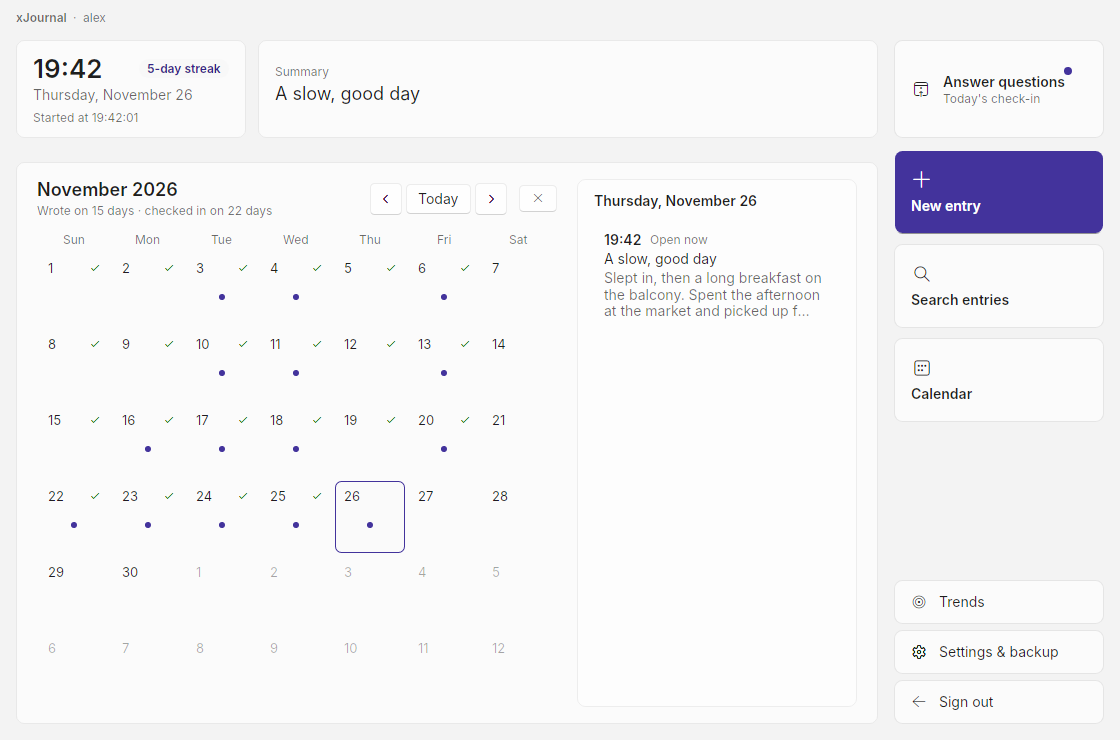 xJournal · alex
19:42
5-day streak
Thursday, November 26
Started at 19:42:01
Summary
A slow, good day
Answer questions
Today's check-in
New entry
Search entries
Calendar
Trends
Settings & backup
Sign out
November 2026
Wrote on 15 days · checked in on 22 days
Today
Sun Mon Tue Wed Thu Fri Sat
1 2 3 4 5 6 7
8 9 10 11 12 13 14
15 16 17 18 19 20 21
22 23 24 25 26 27 28
29 30 1 2 3 4 5
6 7 8 9 10 11 12
Thursday, November 26
19:42 Open now
A slow, good day
Slept in, then a long breakfast on
the balcony. Spent the afternoon
at the market and picked up f...